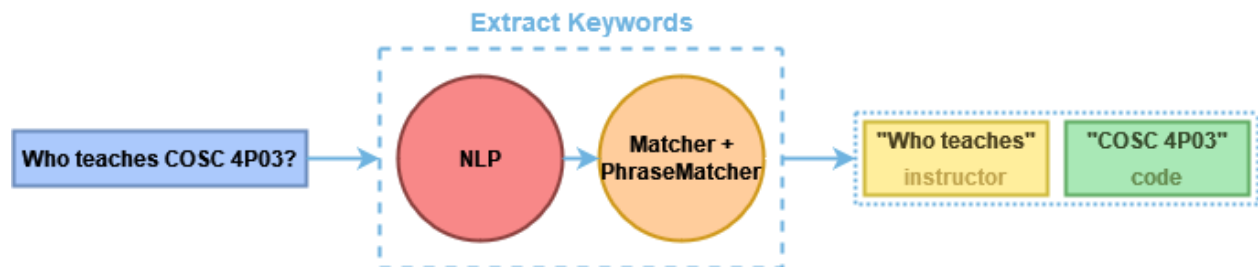 Extract Keywords
Who teaches COSC 4P03?
NLP
Matcher +
PhraseMatcher
"Who teaches"
instructor
"COSC 4P03"
code